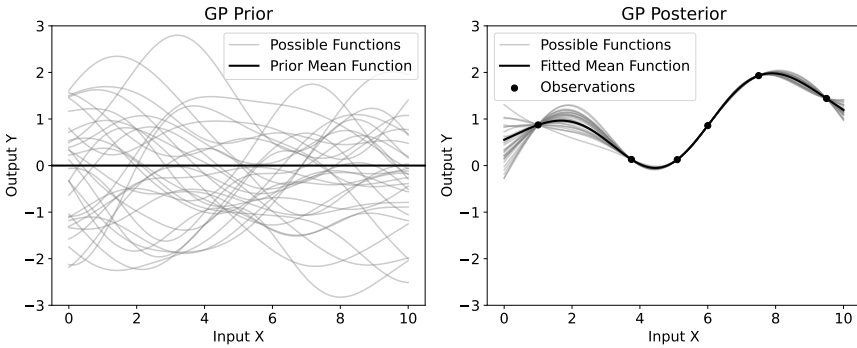 GP Prior
3
2
1
0
−1
−2
−3
Output Y
Possible Functions
Prior Mean Function
0 2 4 6 8 10
Input X
GP Posterior
3
2
1
0
−1
−2
−3
Output Y
Possible Functions
Fitted Mean Function
Observations
0 2 4 6 8 10
Input X